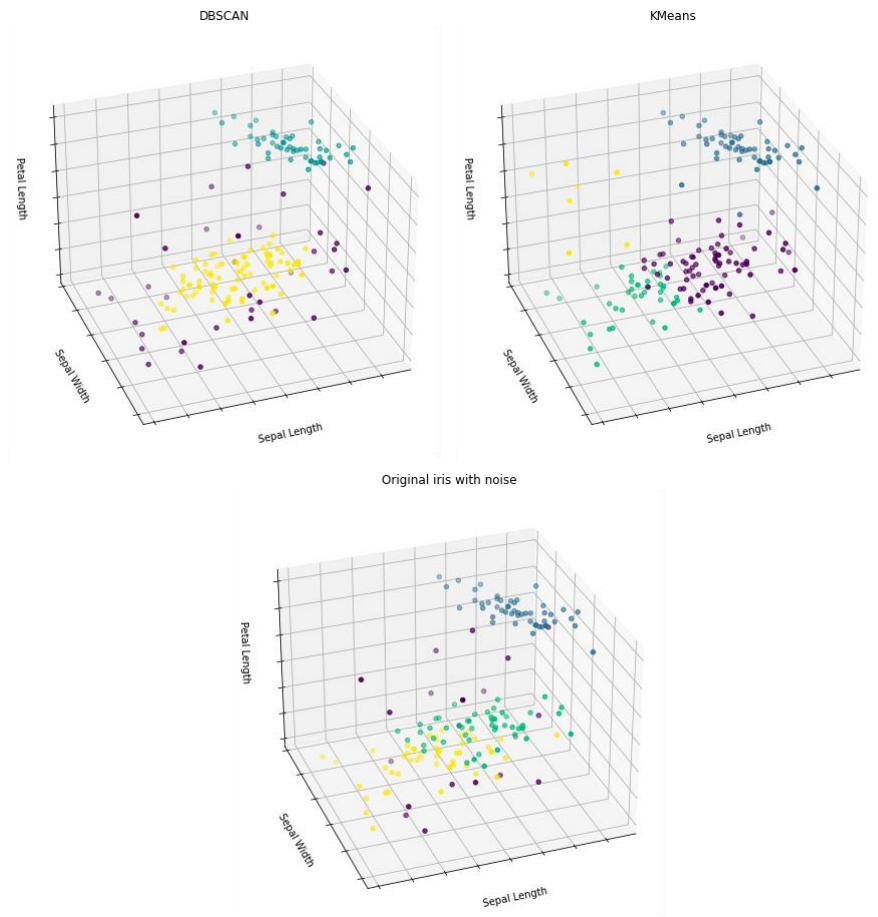 DBSCAN
KMeans
Petal Length
Sepal Width
Sepal Length
Petal Length
Sepal Width
Sepal Length
Original iris with noise
Petal Length
Sepal Width
Sepal Length